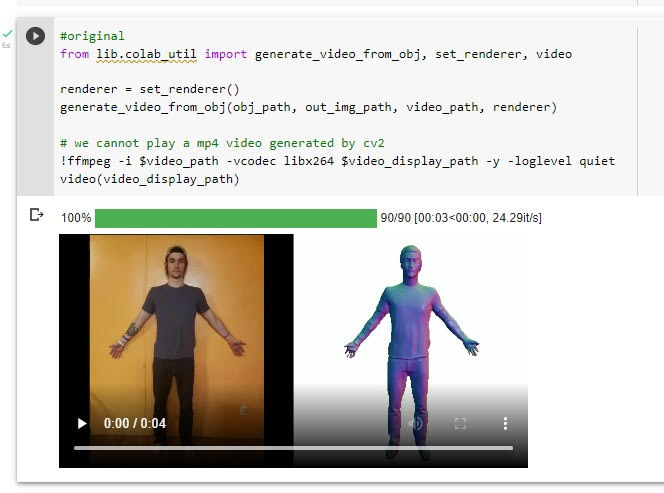 6s
#original
from lib.colab_util import generate_video_from_obj, set_renderer, video
renderer = set_renderer()
generate_video_from_obj(obj_path, out_img_path, video_path, renderer)
# we cannot play a mp4 video generated by cv2
!ffmpeg -i $video_path -vcodec libx264 $video_display_path -y -loglevel quiet
video(video_display_path)
100% 90/90 [00:03<00:00, 24.29it/s]
0:00 / 0:04